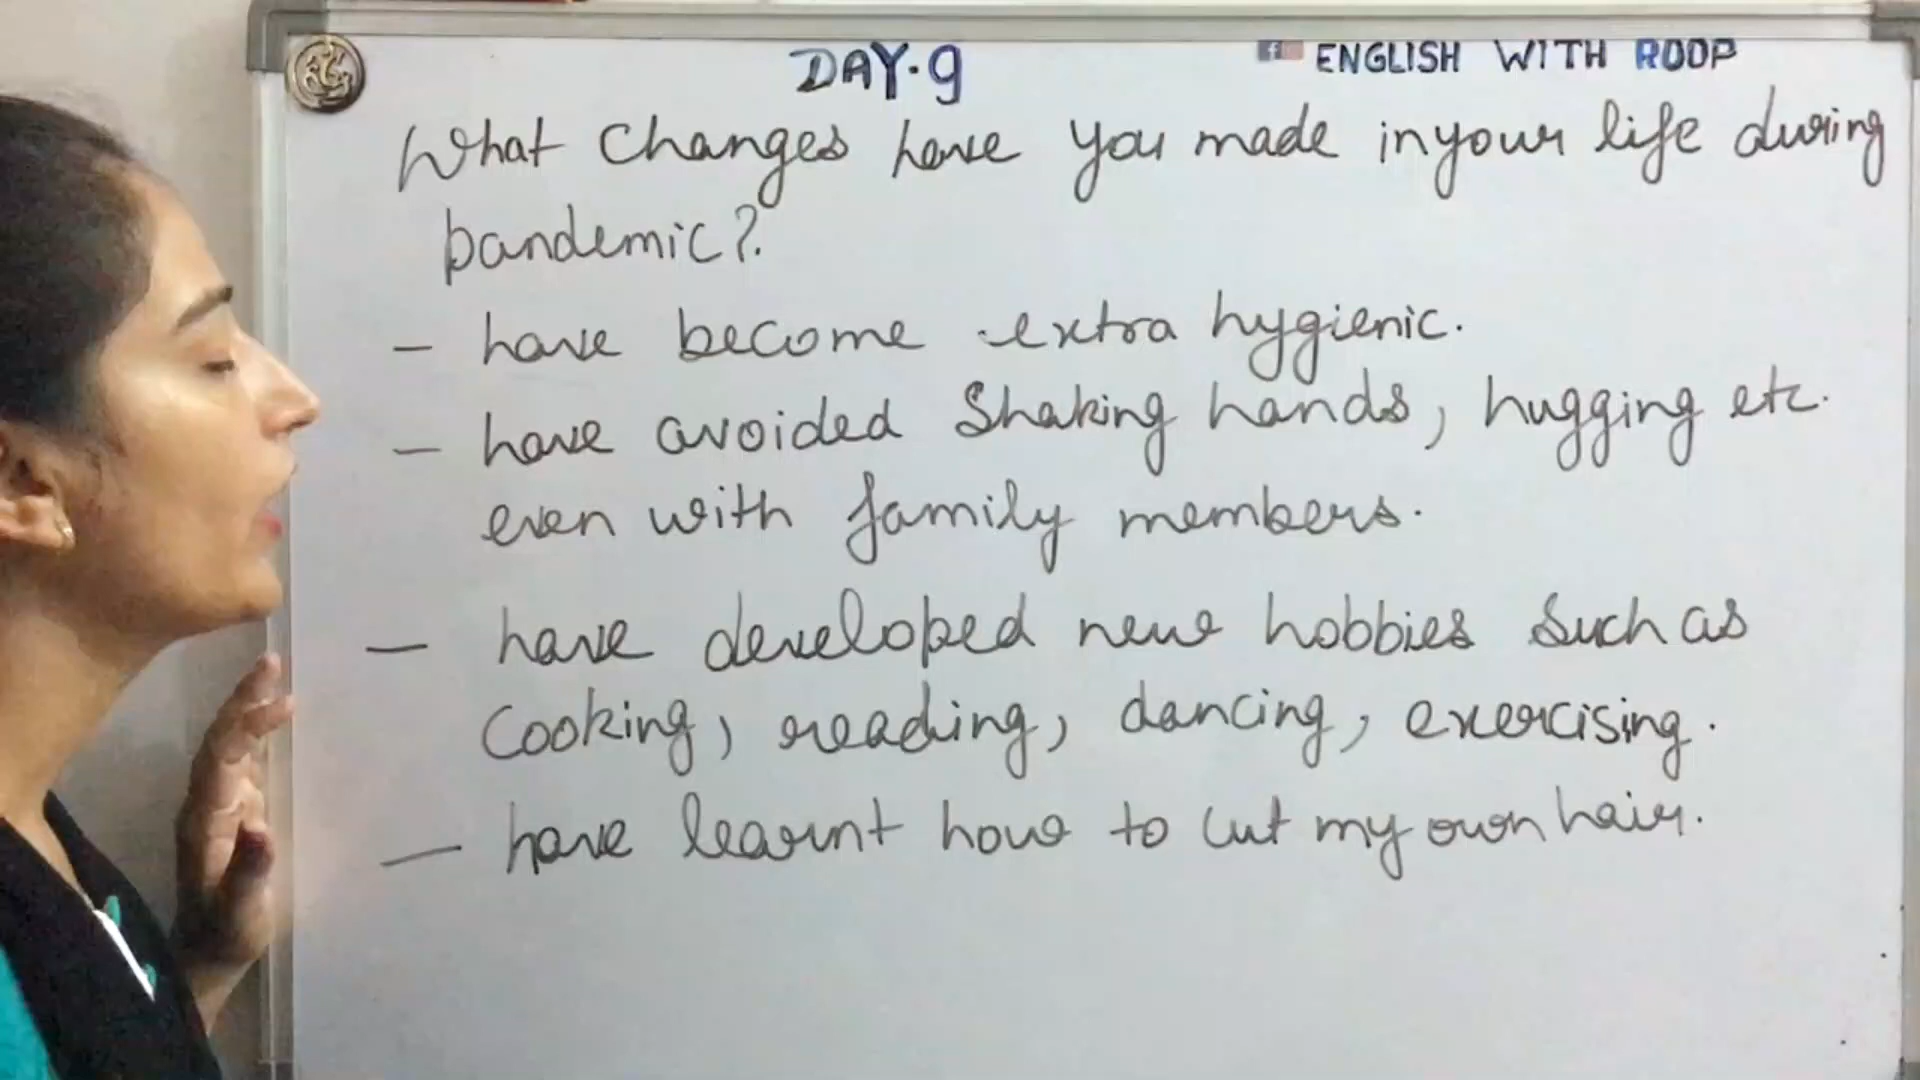 DAY.9
ENGLISH WITH ROOP
What changes have you made in your life during
pandemic?.
- have become extra hygienic.
- have avoided Shaking hands, hugging etc.
even with family members.
- have developed new hobbies such as
Cooking, reading, dancing, exercising.
- have learnt how to cut my own hair.